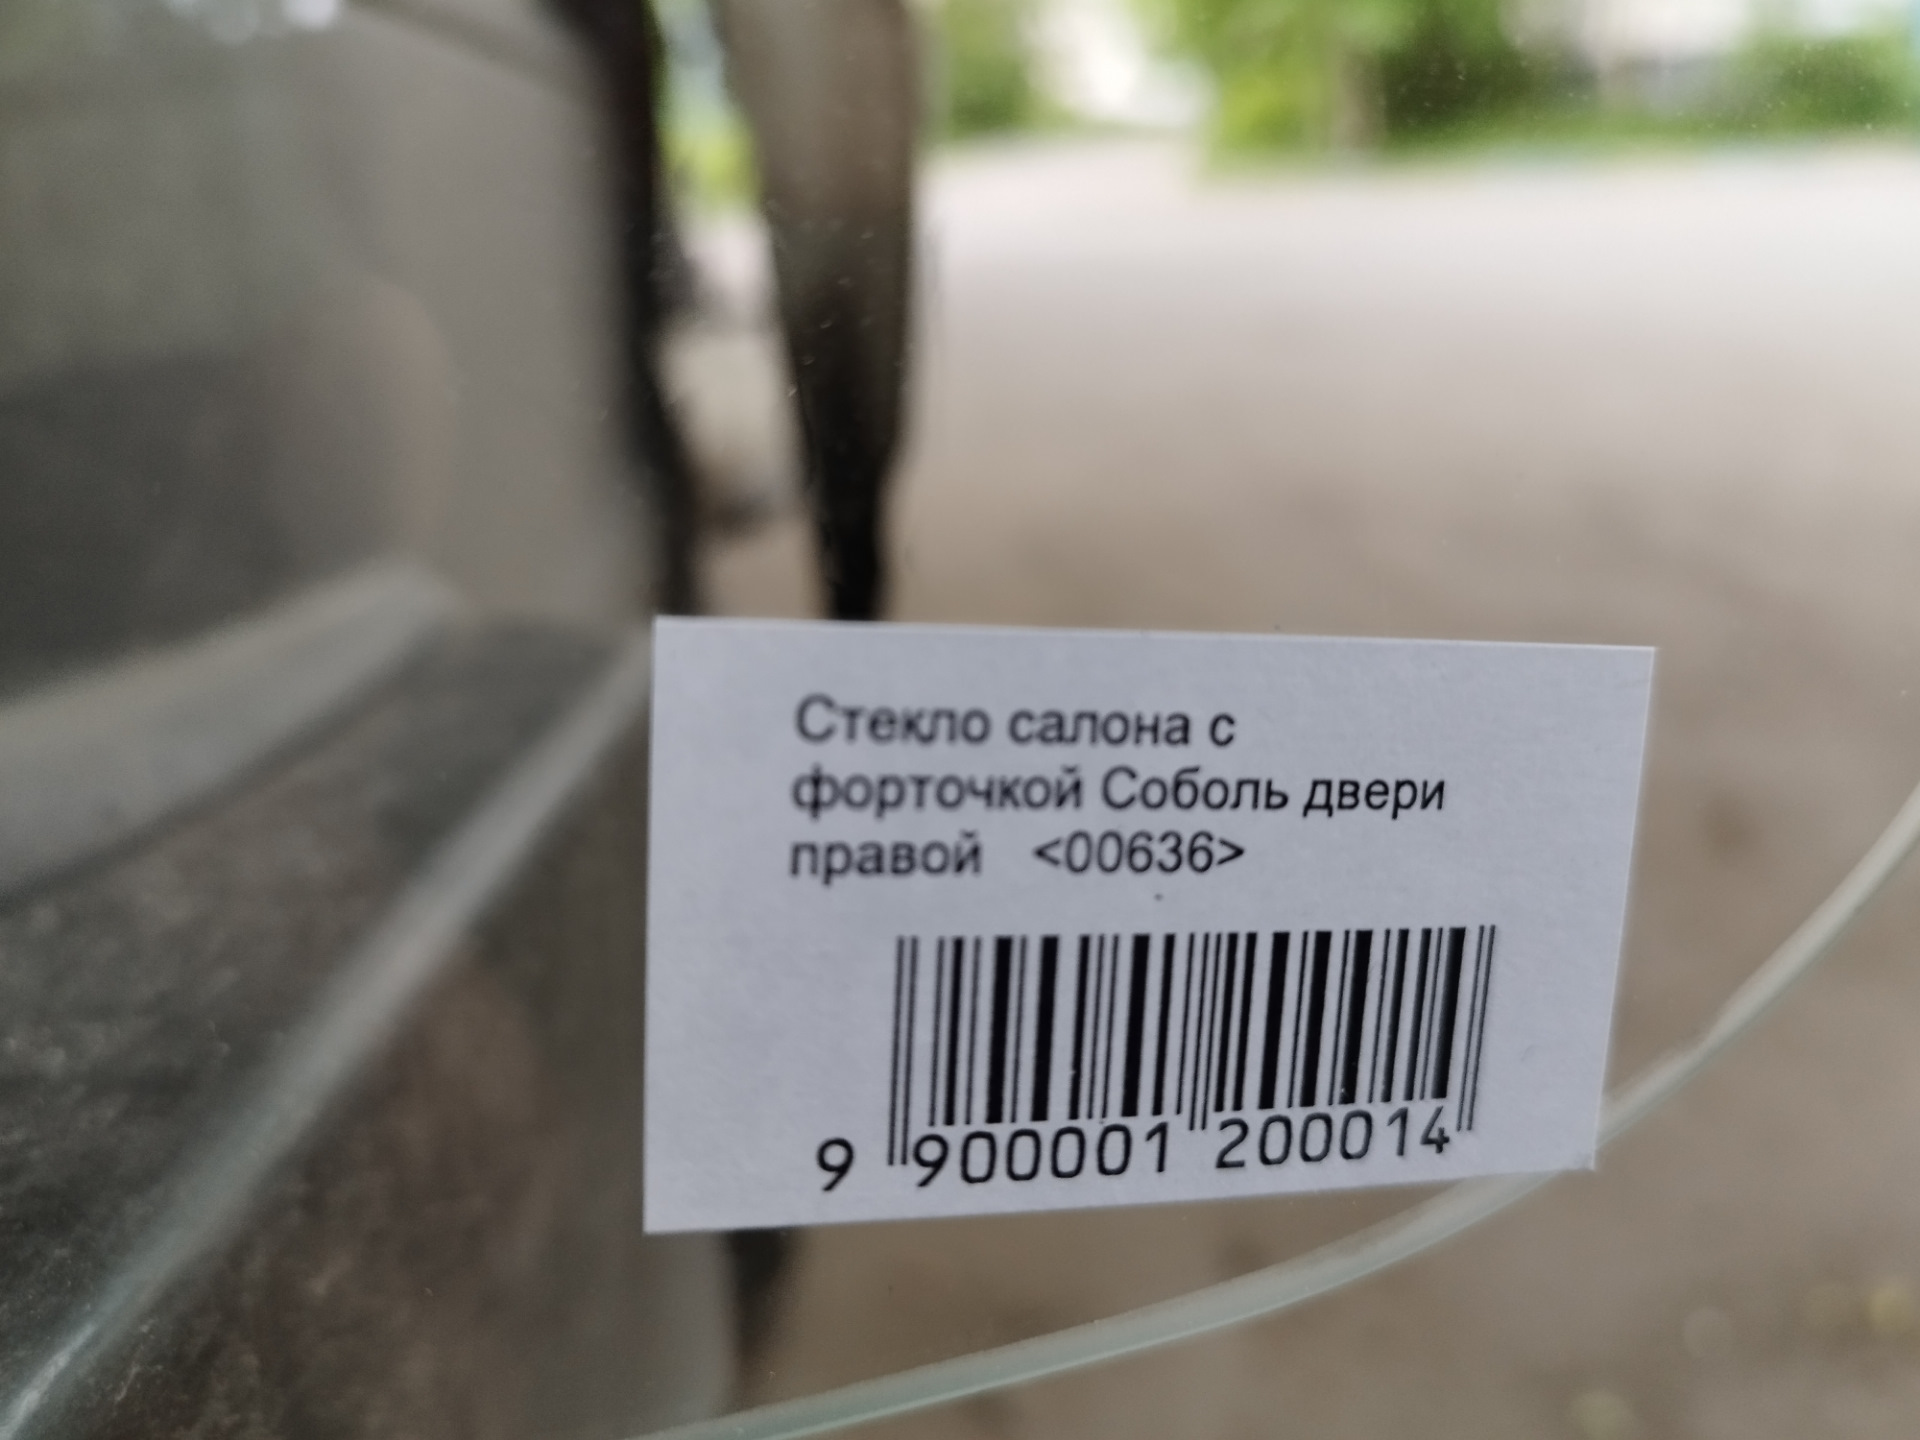 Стекло салона с
форточкой Соболь двери
правой <00636>
9 900001 200014